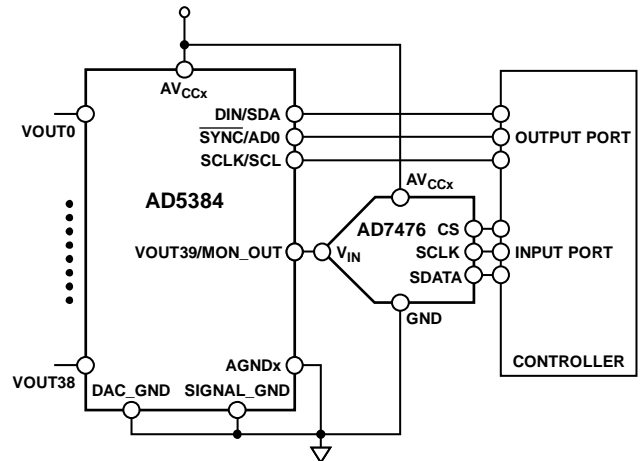 AVCCx
DIN/SDA
VOUT0
SYNC/AD0
OUTPUT PORT
SCLK/SCL
AVCCx
AD5384
AD7476
CS
VOUT39/MON_OUT
VIN
SCLK
INPUT PORT
SDATA
GND
AGNDx
CONTROLLER
VOUT38
DAC_GND
SIGNAL_GND